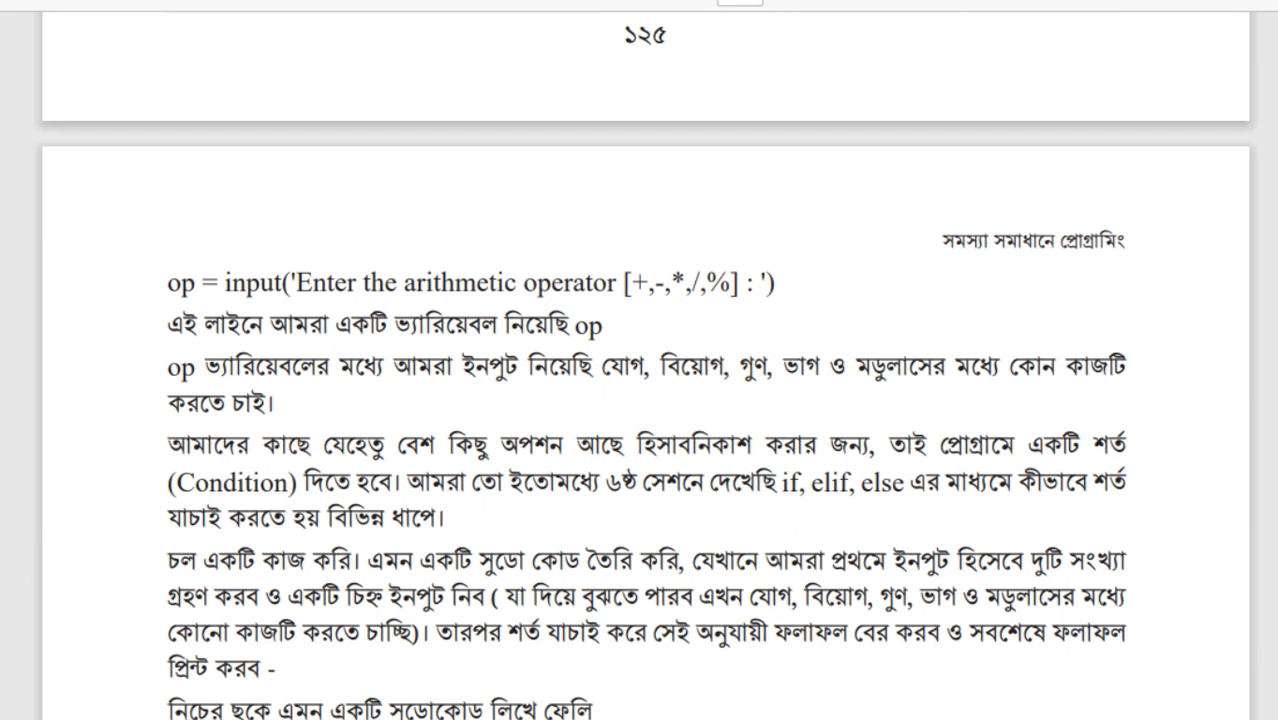 ১২৫
সমস্যা সমাধানে প্রোগ্রামিং
op = input('Enter the arithmetic operator [+,-,*,/,%] : ')
এই লাইনে আমরা একটি ভ্যারিয়েবল নিয়েছি op
op ভ্যারিয়েবলের মধ্যে আমরা ইনপুট নিয়েছি যোগ, বিয়োগ, গুণ, ভাগ ও মডুলাসের মধ্যে কোন কাজটি
করতে চাই।
আমাদের কাছে যেহেতু বেশ কিছু অপশন আছে হিসাবনিকাশ করার জন্য, তাই প্রোগ্রামে একটি শর্ত
(Condition) দিতে হবে। আমরা তো ইতোমধ্যে ৬ষ্ঠ সেশনে দেখেছি if, elif, else এর মাধ্যমে কীভাবে শর্ত
যাচাই করতে হয় বিভিন্ন ধাপে।
চল একটি কাজ করি। এমন একটি সুডো কোড তৈরি করি, যেখানে আমরা প্রথমে ইনপুট হিসেবে দুটি সংখ্যা
গ্রহণ করব ও একটি চিহ্ন ইনপুট নিব ( যা দিয়ে বুঝতে পারব এখন যোগ, বিয়োগ, গুণ, ভাগ ও মডুলাসের মধ্যে
কোনো কাজটি করতে চাচ্ছি)। তারপর শর্ত যাচাই করে সেই অনুযায়ী ফলাফল বের করব ও সবশেষে ফলাফল
প্রিন্ট করব -
নিচের ছকে এমন একটি সুডোকোড লিখে ফেলি